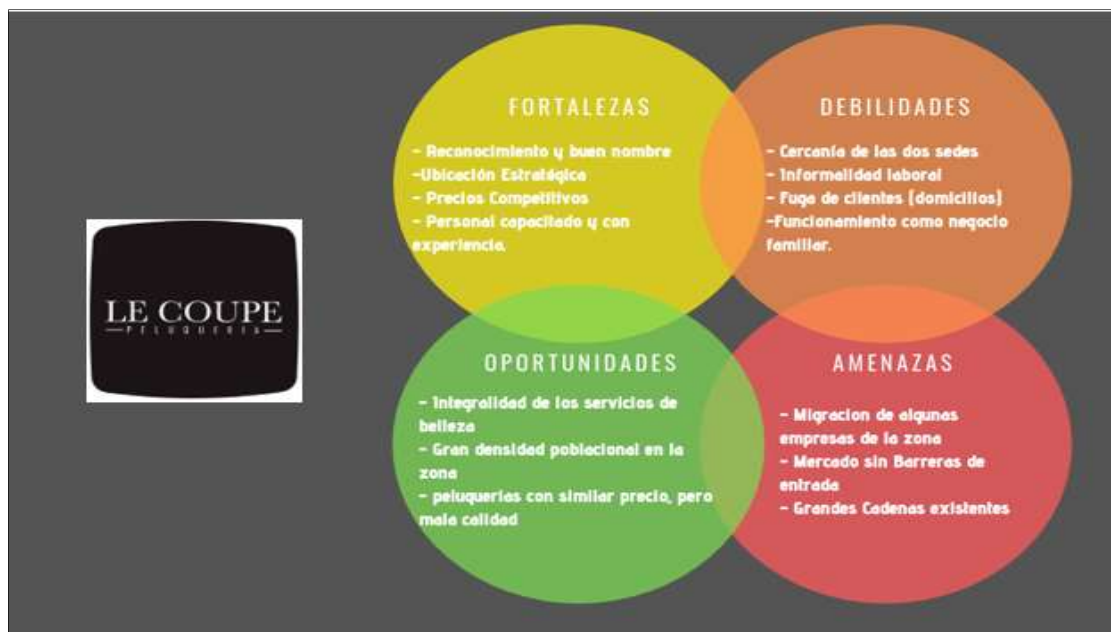 LE COUPE
PELUQUERIA
FORTALEZAS
- Reconocimiento y buen nombre
-Ubicación Estratégica
- Precios Competitivos
- Personal capacitado y con
experiencia.
DEBILIDADES
- Cercanía de las dos sedes
- Informalidad laboral
- Fuga de clientes (domicilios)
-Funcionamiento como negocio
familiar.
OPORTUNIDADES
- Integralidad de los servicios de
belleza
- Gran densidad poblacional en la
zona
- peluquerias con similar precio, pero
mala calidad
AMENAZAS
- Migracion de algunas
empresas de la zona
- Mercado sin Barreras de
entrada
- Grandes Cadenas existentes